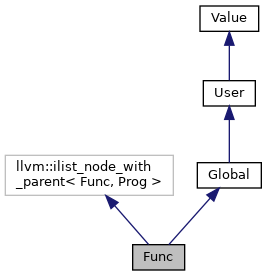 Value
User
llvm::ilist_node_with
_parent< Func, Prog >
Global
Func